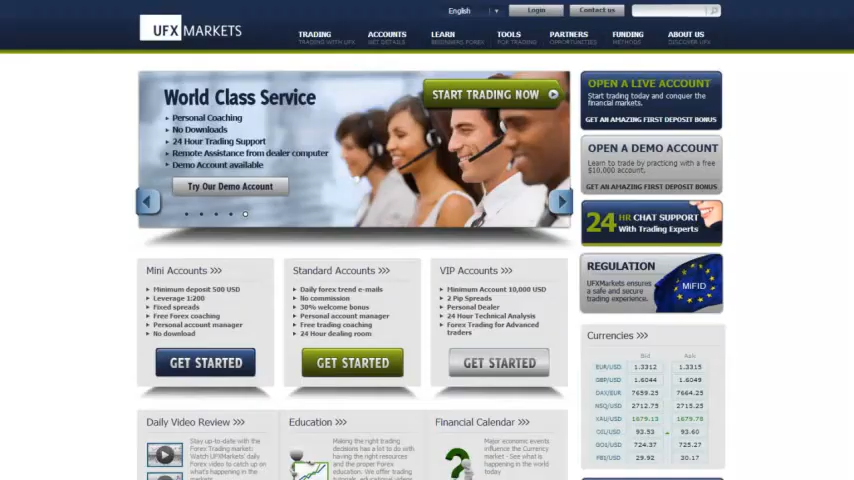 English
Login
Contact us
UFXMARKETS
TRADING
ACCOUNTS
LEARN
TOOLS
PARTNERS
FUNDING
ABOUT US
TRADING WITH UFX
GET DETAILS
BEGINNING FOREX
FOR TRADING
OPPORTUNITIES
METHODS
DISCOVER UFX
World Class Service
Personal Coaching
No Downloads
24 Hour Trading Support
Remote Assistance from dealer computer
Demo Account available
Try Our Demo Account
START TRADING NOW
OPEN A LIVE ACCOUNT
Start trading today and conquer the
financial markets.
GET AN AMAZING FIRST DEPOSIT BONUS
OPEN A DEMO ACCOUNT
Learn to trade by practicing with a free
$10,000 account.
GET AN AMAZING FIRST DEPOSIT BONUS
24 HR CHAT SUPPORT
With Trading Experts
REGULATION
UFXMarkets ensures
a safe and secure
trading experience.
MiFID
Mini Accounts
Minimum deposit 500 USD
Leverage 1:200
Fixed spreads
Free Forex coaching
Personal account manager
No download
GET STARTED
Standard Accounts
Daily forex trend e-mails
No commission
30% welcome bonus
Personal account manager
Free trading coaching
24 Hour dealing room
GET STARTED
VIP Accounts
Minimum Account 10,000 USD
2 Pip Spreads
Personal Dealer
24 Hour Technical Analysis
Forex Trading for Advanced
traders
GET STARTED
Currencies
Bid
EUR/USD 1.3312 1.3315
GBP/USD 1.6044 1.6049
DAX/EUR 7659.25 7664.25
NSQ/USD 2712.75 2715.25
XAU/USD 1679.13 1679.78
OIL/USD 93.53 93.60
724.37 725.27
29.92 30.17
Daily Video Review
Stay up-to-date with the
Forex Trading market:
Watch UFXMarkets' daily
Forex video to catch up on
what's happening in the
markets
Education
Making the right trading
decisions has a lot to do with
having the right resources
and the proper Forex
education. We offer trading
tutorials, educational videos
Financial Calendar
Major economic events
influence the Currency
market - See what is
happening in the world
today